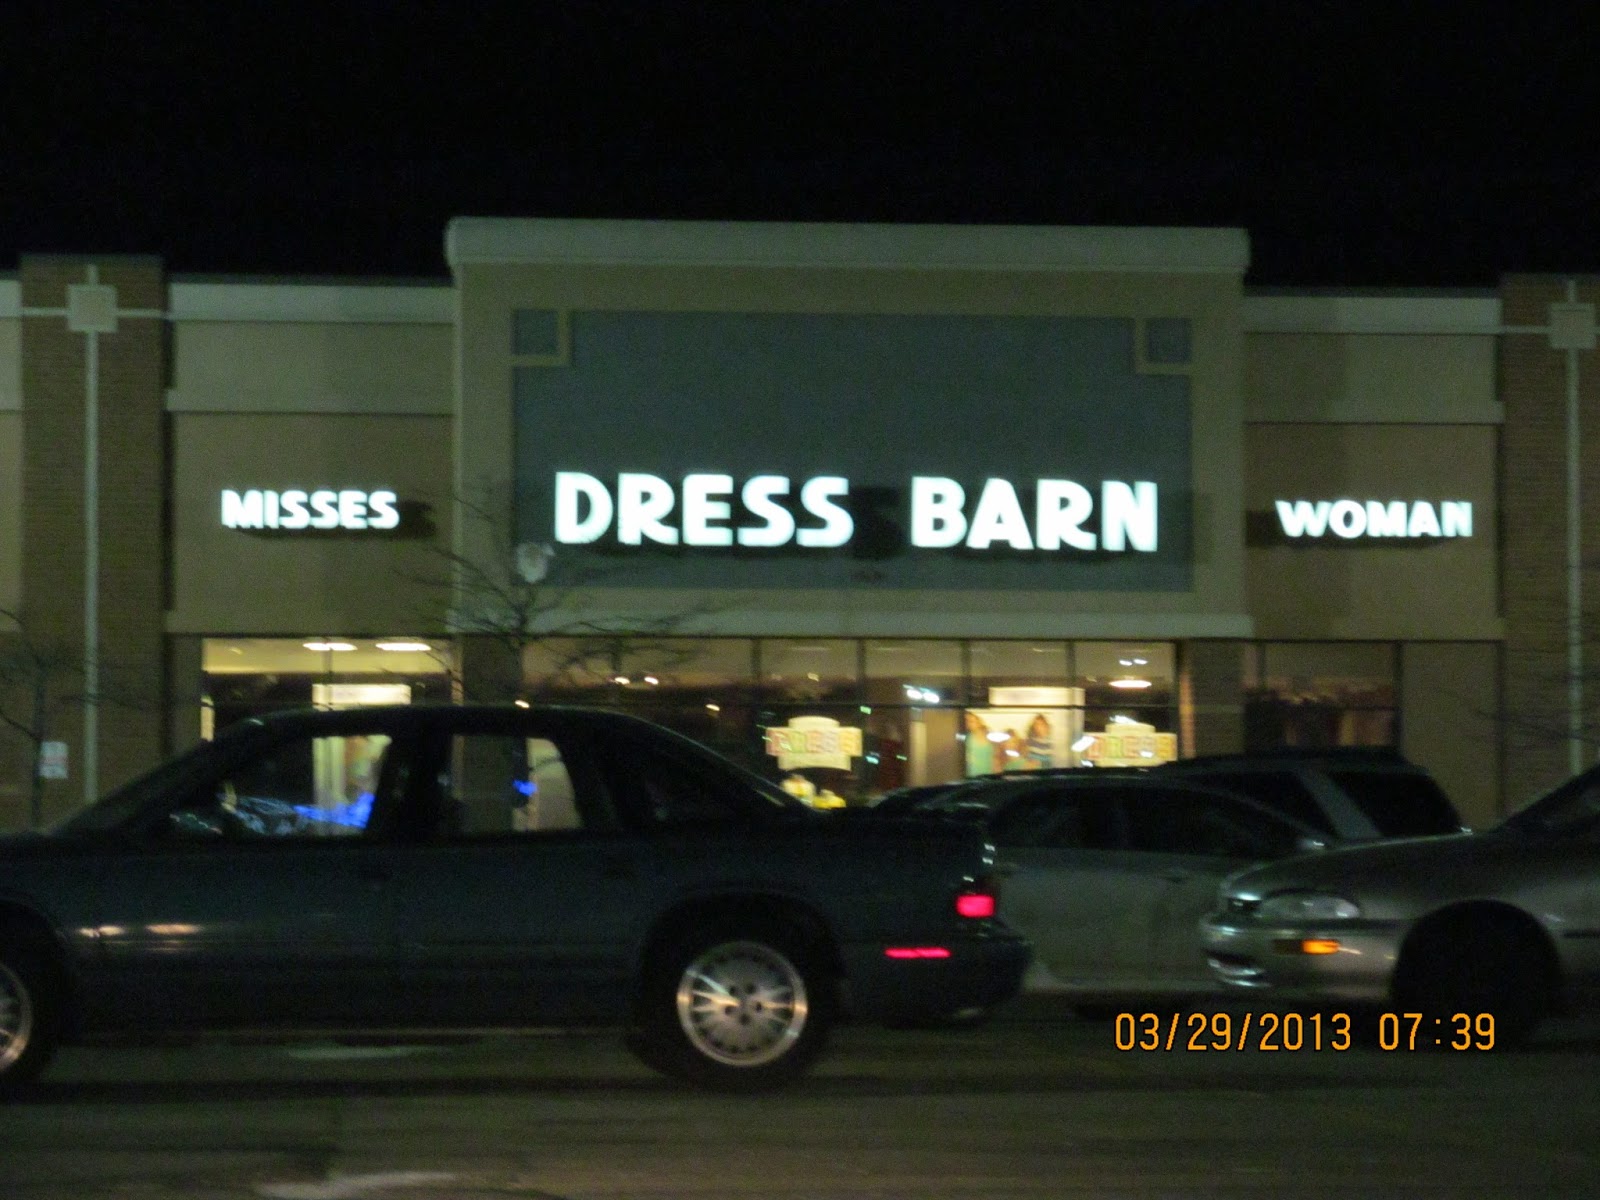 MISSES
DRESS BARN
WOMAN
03/29/2013 07:39